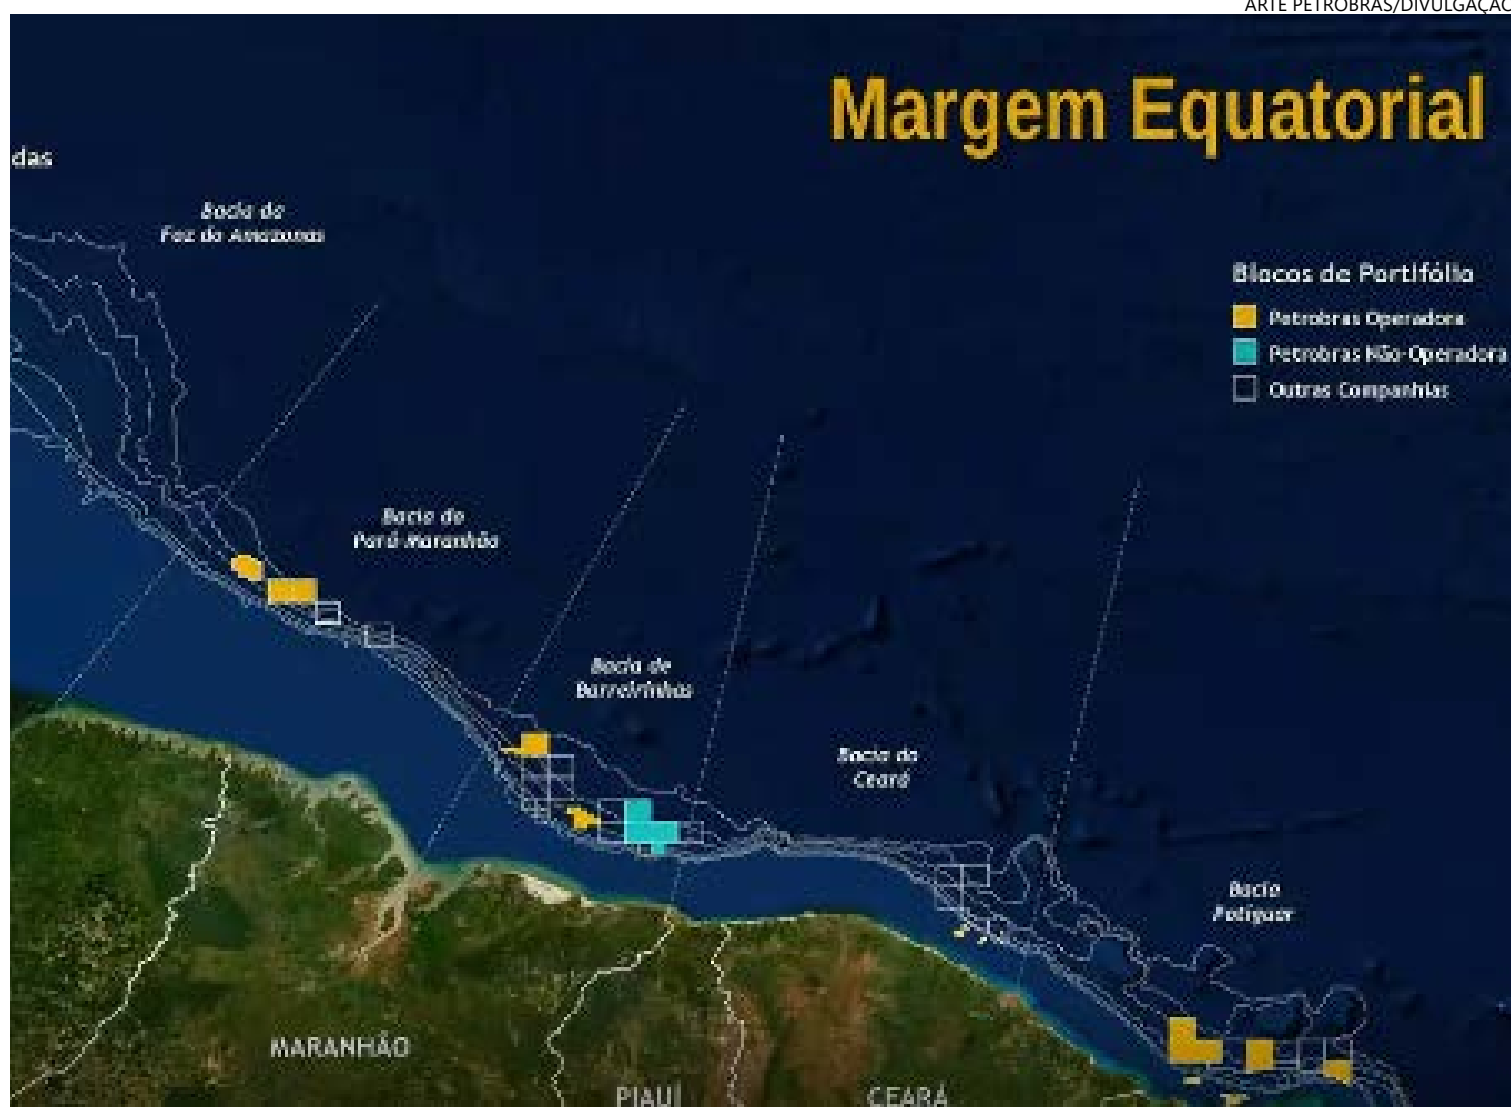 ARTE PETROBRAS/DIVULGAÇÃO
Margem Equatorial
das
Bacia da
Foz do Amazonas
Blocos de Portifólio
Petrobras Operadora
Petrobras Não-Operadora
Outras Companhias
Bacia do
Pará-Maranhão
Bacia de
Barreirinhas
Bacia do
Ceará
Bacia
Potiguar
MARANHÃO
PIAUÍ
CEARÁ